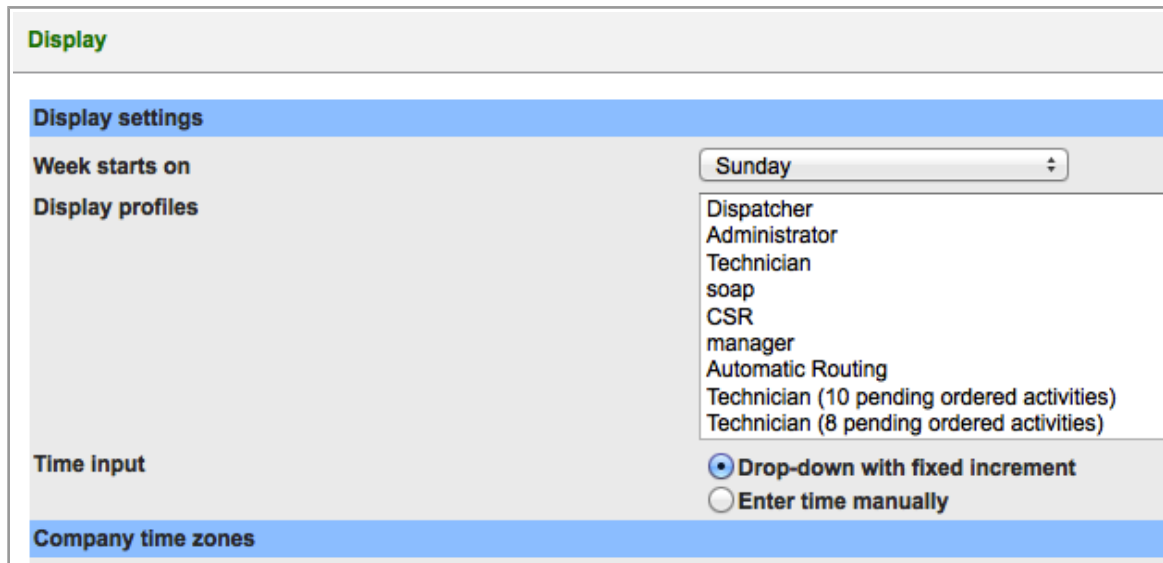 Display
Display settings
Week starts on
Sunday
Display profiles
Dispatcher
Administrator
Technician
soap
CSR
manager
Automatic Routing
Technician (10 pending ordered activities)
Technician (8 pending ordered activities)
Time input
Drop-down with fixed increment
Enter time manually
Company time zones